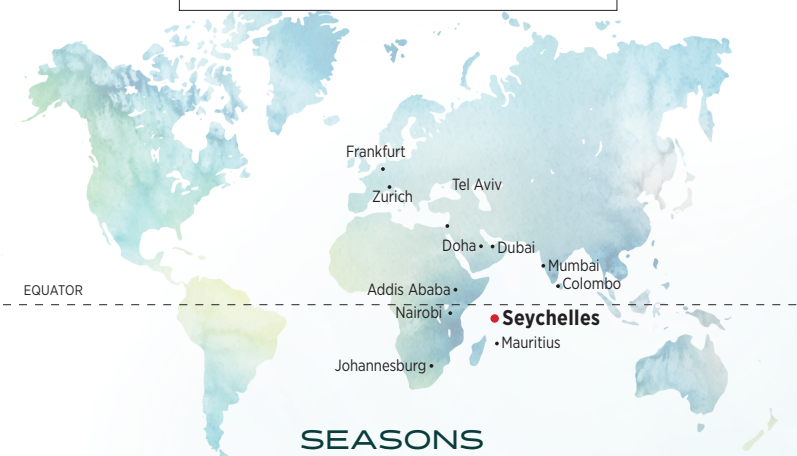 Frankfurt
Zurich
Tel Aviv
Doha
Dubai
Mumbai
Colombo
EQUATOR
Addis Ababa
Nairobi
Seychelles
Mauritius
Johannesburg
SEASONS